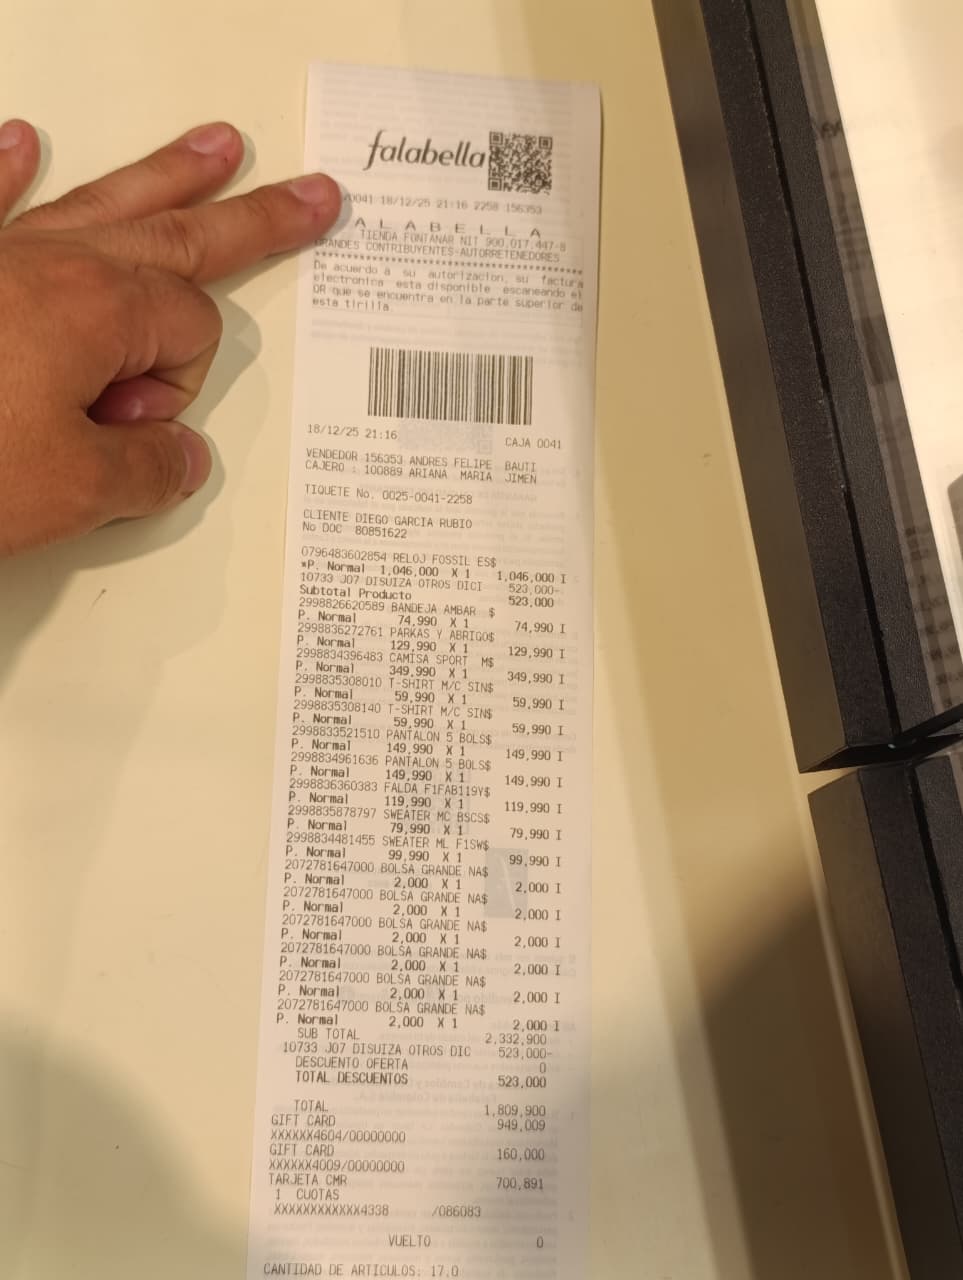 falabella
0041 18/12/25 21:16 2258 156353
A L A B E L L A
TIENDA FONTANAR NIT 900.017.447-8
GRANDES CONTRIBUYENTES-AUTORRETENEDORES
****************************************
De acuerdo a su autorizacion, su factura
electronica esta disponible escaneando el
QR que se encuentra en la parte superior de
esta tirilla.
18/12/25 21:16 CAJA 0041
VENDEDOR 156353 ANDRES FELIPE BAUTI
CAJERO : 100889 ARIANA MARIA JIMEN
TIQUETE No. 0025-0041-2258
CLIENTE DIEGO GARCIA RUBIO
No DOC 80851622
0796483602854 RELOJ FOSSIL ES$
*P. Normal 1,046,000 X 1 1,046,000 I
10733 J07 DISUIZA OTROS DICI 523,000-
Subtotal Producto 523,000
2998826620589 BANDEJA AMBAR $
P. Normal 74,990 X 1 74,990 I
2998836272761 PARKAS Y ABRIGO$
P. Normal 129,990 X 1 129,990 I
2998834396483 CAMISA SPORT M$
P. Normal 349,990 X 1 349,990 I
2998835308010 T-SHIRT M/C SIN$
P. Normal 59,990 X 1 59,990 I
2998835308140 T-SHIRT M/C SIN$
P. Normal 59,990 X 1 59,990 I
2998833521510 PANTALON 5 BOLS$
P. Normal 149,990 X 1 149,990 I
2998834961636 PANTALON 5 BOLS$
P. Normal 149,990 X 1 149,990 I
2998836360383 FALDA F1FAB119Y$
P. Normal 119,990 X 1 119,990 I
2998835878797 SWEATER MC BSCS$
P. Normal 79,990 X 1 79,990 I
2998834481455 SWEATER ML F1SW$
P. Normal 99,990 X 1 99,990 I
2072781647000 BOLSA GRANDE NA$
P. Normal 2,000 X 1 2,000 I
2072781647000 BOLSA GRANDE NA$
P. Normal 2,000 X 1 2,000 I
2072781647000 BOLSA GRANDE NA$
P. Normal 2,000 X 1 2,000 I
2072781647000 BOLSA GRANDE NA$
P. Normal 2,000 X 1 2,000 I
2072781647000 BOLSA GRANDE NA$
P. Normal 2,000 X 1 2,000 I
2072781647000 BOLSA GRANDE NA$
P. Normal 2,000 X 1 2,000 I
SUB TOTAL 2,332,900
10733 J07 DISUIZA OTROS DIC 523,000-
DESCUENTO OFERTA 0
TOTAL DESCUENTOS 523,000
TOTAL 1,809,900
GIFT CARD 949,009
XXXXXX4604/00000000
GIFT CARD 160,000
XXXXXX4009/00000000
TARJETA CMR 700,891
1 CUOTAS
XXXXXXXXXXXX4338 /086083
VUELTO 0
CANTIDAD DE ARTICULOS: 17.0